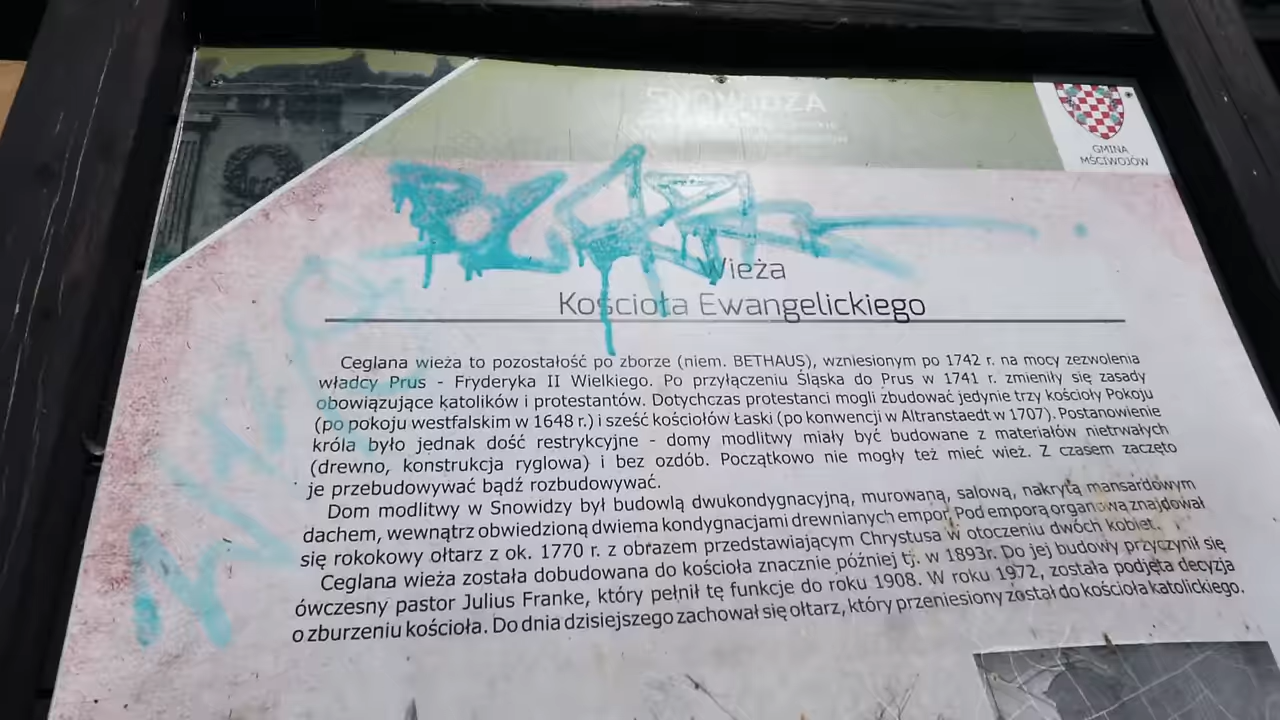 SNOWIDZA
GMINA
MŚCIWOJÓW
Wieża
Kościoła Ewangelickiego
Ceglana wieża to pozostałość po zborze (niem. BETHAUS), wzniesionym po 1742 r. na mocy zezwolenia
władcy Prus - Fryderyka II Wielkiego. Po przyłączeniu Śląska do Prus w 1741 r. zmieniły się zasady
obowiązujące katolików i protestantów. Dotychczas protestanci mogli zbudować jedynie trzy kościoły Pokoju
(po pokoju westfalskim w 1648 r.) i sześć kościołów Łaski (po konwencji w Altranstaedt w 1707). Postanowienie
króla było jednak dość restrykcyjne - domy modlitwy miały być budowane z materiałów nietrwałych
(drewno, konstrukcja ryglowa) i bez ozdób. Początkowo nie mogły też mieć wież. Z czasem zaczęto
je przebudowywać bądź rozbudowywać.
Dom modlitwy w Snowidzy był budowlą dwukondygnacyjną, murowaną, salową, nakrytą mansardowym
dachem, wewnątrz obwiedzioną dwiema kondygnacjami drewnianych empor. Pod emporą organową znajdował
się rokokowy ołtarz z ok. 1770 r. z obrazem przedstawiającym Chrystusa w otoczeniu dwóch kobiet.
Ceglana wieża została dobudowana do kościoła znacznie później tj. w 1893r. Do jej budowy przyczynił się
ówczesny pastor Julius Franke, który pełnił tę funkcje do roku 1908. W roku 1972, została podjęta decyzja
o zburzeniu kościoła. Do dnia dzisiejszego zachował się ołtarz, który przeniesiony został do kościoła katolickiego.